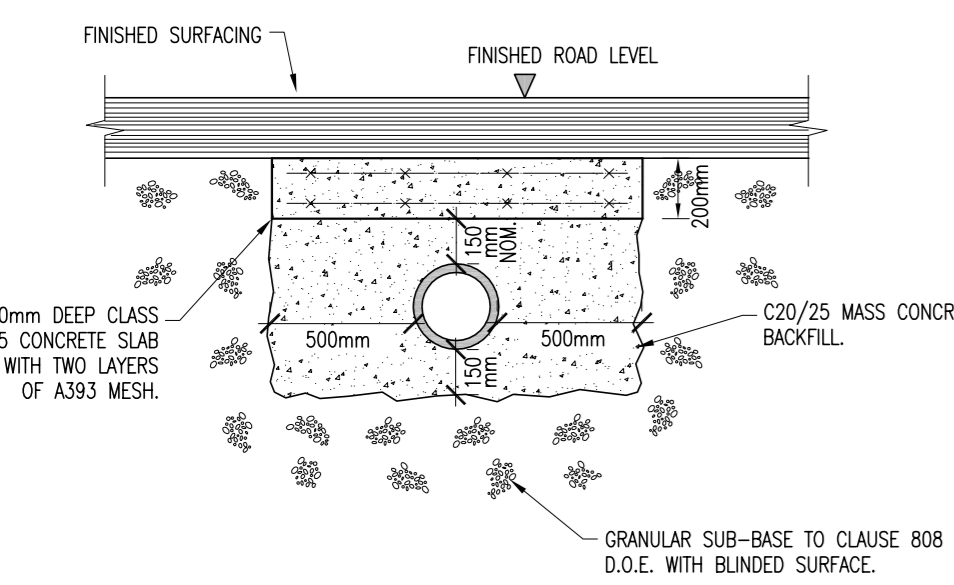 FINISHED SURFACING
FINISHED ROAD LEVEL
200mm
150
mm
NOM.
0mm DEEP CLASS
5 CONCRETE SLAB
WITH TWO LAYERS
OF A393 MESH.
500mm
500mm
C20/25 MASS CONCR
BACKFILL.
150
mm
GRANULAR SUB-BASE TO CLAUSE 808
D.O.E. WITH BLINDED SURFACE.